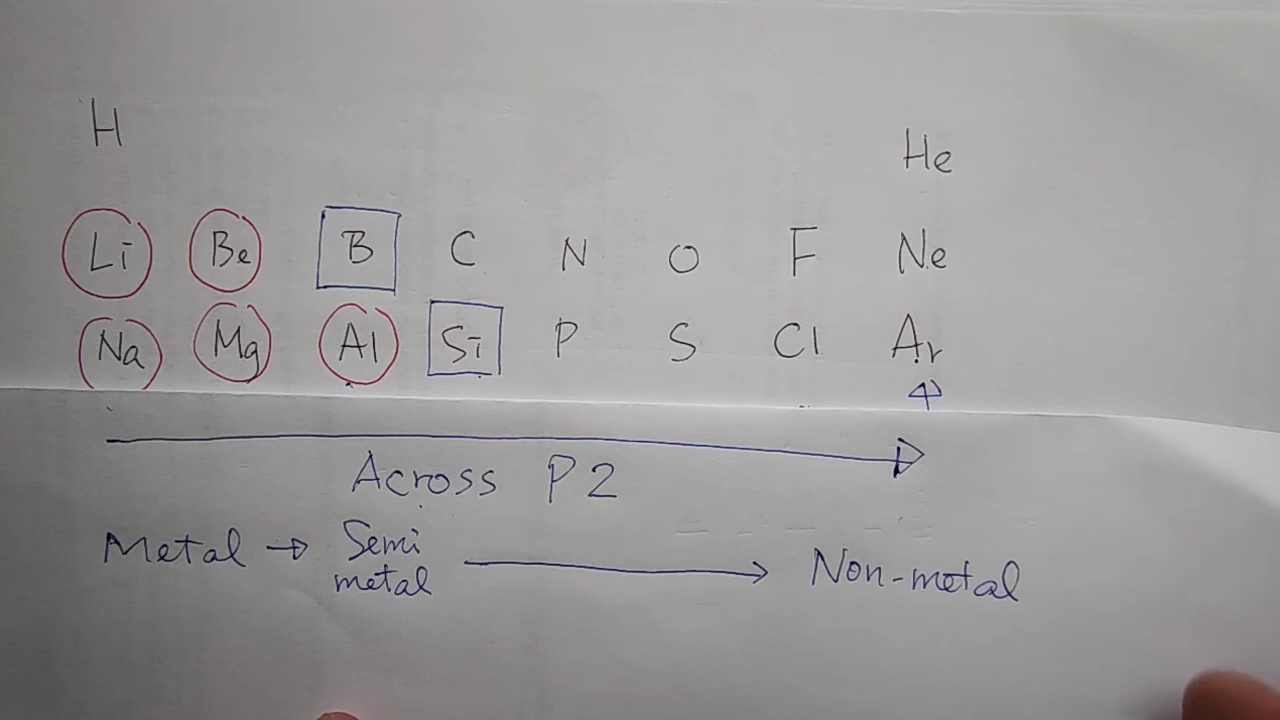 H He
Li Be B C N O F Ne
Na Mg Al Si P S Cl Ar
Across P2
Metal → Semi metal → Non-metal